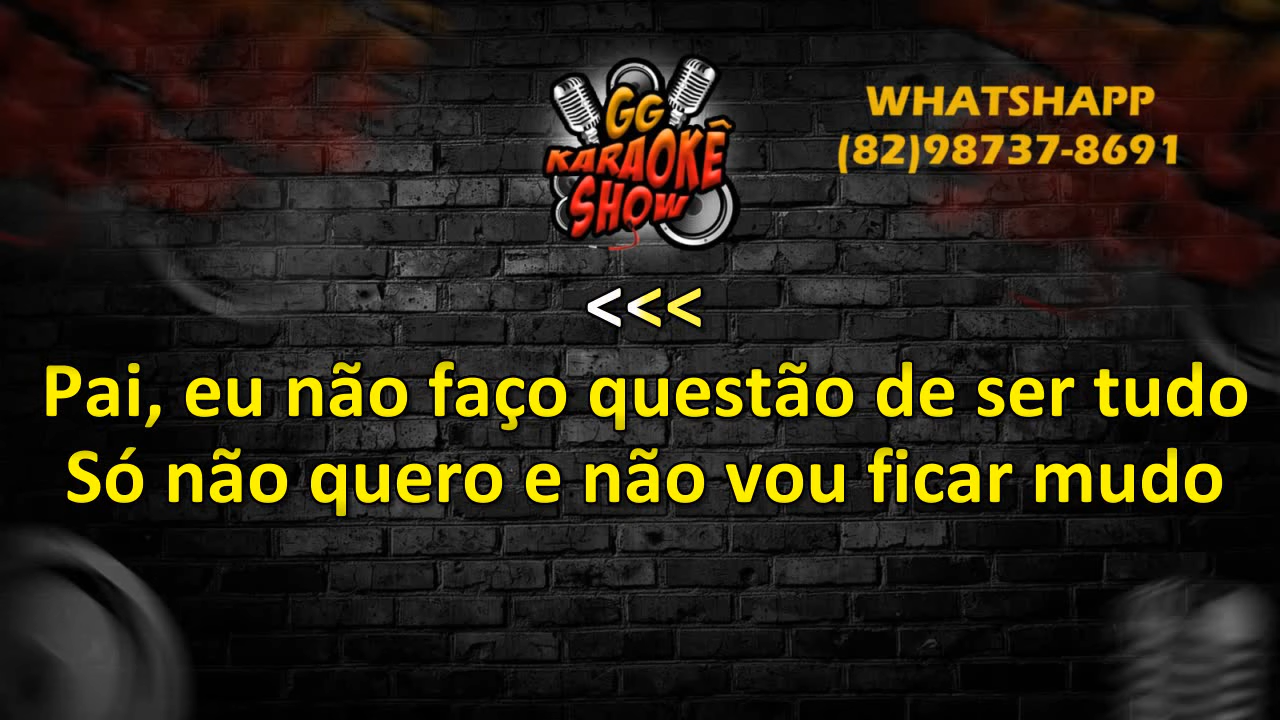 GG
KARAOKÊ
SHOW
WHATSHAPP
(82)98737-8691
<<<
Pai, eu não faço questão de ser tudo
Só não quero e não vou ficar mudo